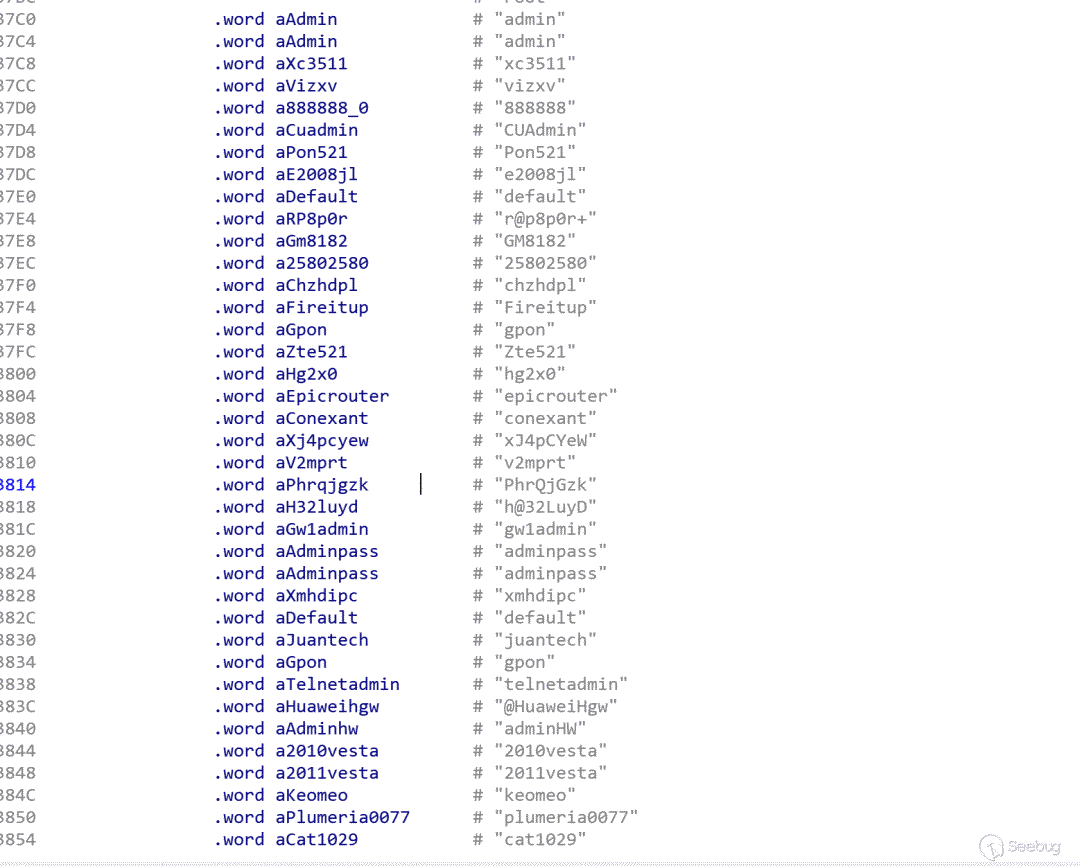 37C0 .word aAdmin # "admin"
37C4 .word aAdmin # "admin"
37C8 .word aXc3511 # "xc3511"
37CC .word aVizxv # "vizxv"
37D0 .word a888888_0 # "888888"
37D4 .word aCuadmin # "CUAdmin"
37D8 .word aPon521 # "Pon521"
37DC .word aE2008jl # "e2008jl"
37E0 .word aDefault # "default"
37E4 .word aRP8p0r # "r@p8p0r+"
37E8 .word aGm8182 # "GM8182"
37EC .word a25802580 # "25802580"
37F0 .word aChzhdpl # "chzhdpl"
37F4 .word aFireitup # "Fireitup"
37F8 .word aGpon # "gpon"
37FC .word aZte521 # "Zte521"
3800 .word aHg2x0 # "hg2x0"
3804 .word aEpicrouter # "epicrouter"
3808 .word aConexant # "conexant"
380C .word aXj4pcyew # "xJ4pCYeW"
3810 .word aV2mprt # "v2mprt"
3814 .word aPhrqjgzk # "PhrQjGzk"
3818 .word aH32luyd # "h@32LuyD"
381C .word aGw1admin # "gw1admin"
3820 .word aAdminpass # "adminpass"
3824 .word aAdminpass # "adminpass"
3828 .word aXmhdipc # "xmhdipc"
382C .word aDefault # "default"
3830 .word aJuantech # "juantech"
3834 .word aGpon # "gpon"
3838 .word aTelnetadmin # "telnetadmin"
383C .word aHuaweihgw # "@HuaweiHgw"
3840 .word aAdminhw # "adminHW"
3844 .word a2010vesta # "2010vesta"
3848 .word a2011vesta # "2011vesta"
384C .word aKeomeo # "keomeo"
3850 .word aPlumeria0077 # "plumeria0077"
3854 .word aCat1029 # "cat1029"
Seebug